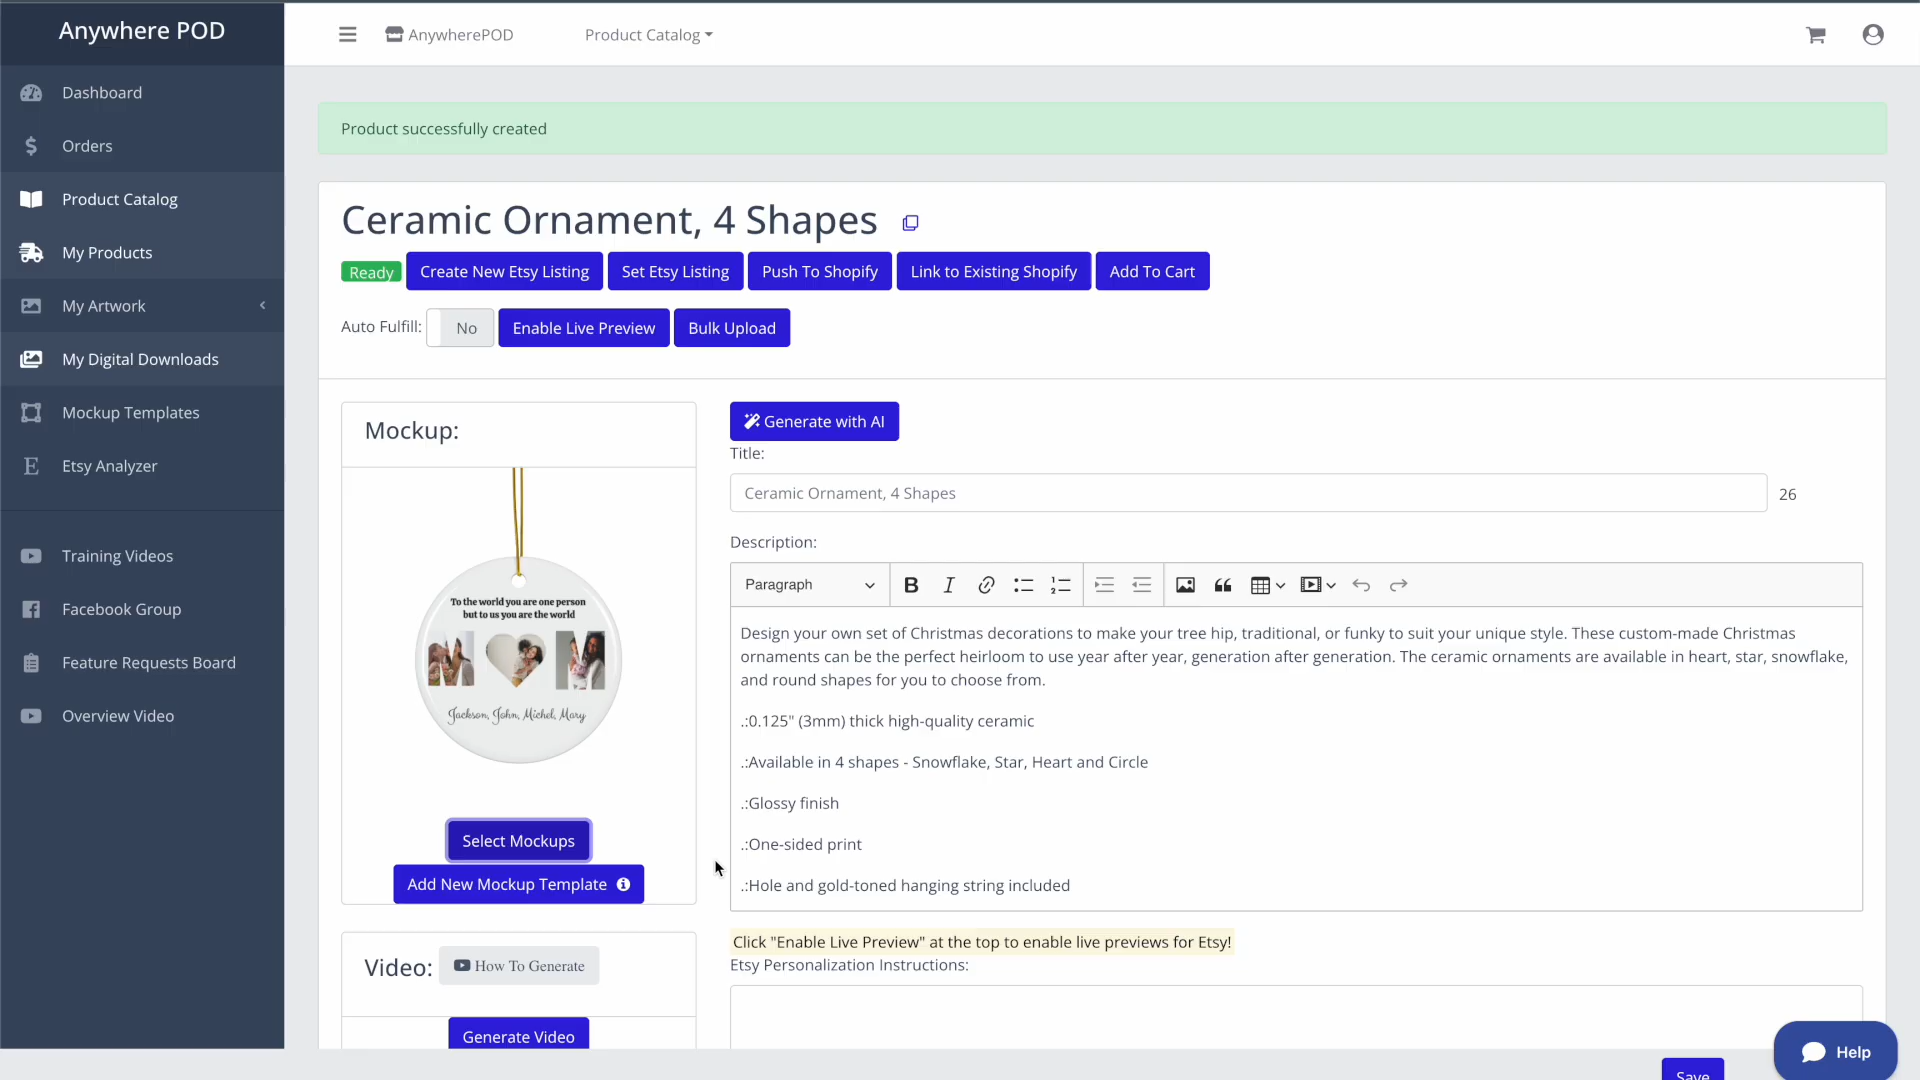 Anywhere POD
AnywherePOD
Product Catalog
Dashboard
Orders
Product Catalog
My Products
My Artwork
My Digital Downloads
Mockup Templates
Etsy Analyzer
Training Videos
Facebook Group
Feature Requests Board
Overview Video
Product successfully created
Ceramic Ornament, 4 Shapes
Ready
Create New Etsy Listing
Set Etsy Listing
Push To Shopify
Link to Existing Shopify
Add To Cart
Auto Fulfill:
No
Enable Live Preview
Bulk Upload
Mockup:
To the world you are one person
but to us you are the world
M M
Jackson, John, Michel, Mary
Select Mockups
Add New Mockup Template
Video:
How To Generate
Generate Video
Generate with AI
Title:
Ceramic Ornament, 4 Shapes
26
Description:
Paragraph
Design your own set of Christmas decorations to make your tree hip, traditional, or funky to suit your unique style. These custom-made Christmas
ornaments can be the perfect heirloom to use year after year, generation after generation. The ceramic ornaments are available in heart, star, snowflake,
and round shapes for you to choose from.
.:0.125" (3mm) thick high-quality ceramic
.:Available in 4 shapes - Snowflake, Star, Heart and Circle
.:Glossy finish
.:One-sided print
.:Hole and gold-toned hanging string included
Click "Enable Live Preview" at the top to enable live previews for Etsy!
Etsy Personalization Instructions:
Save
Help